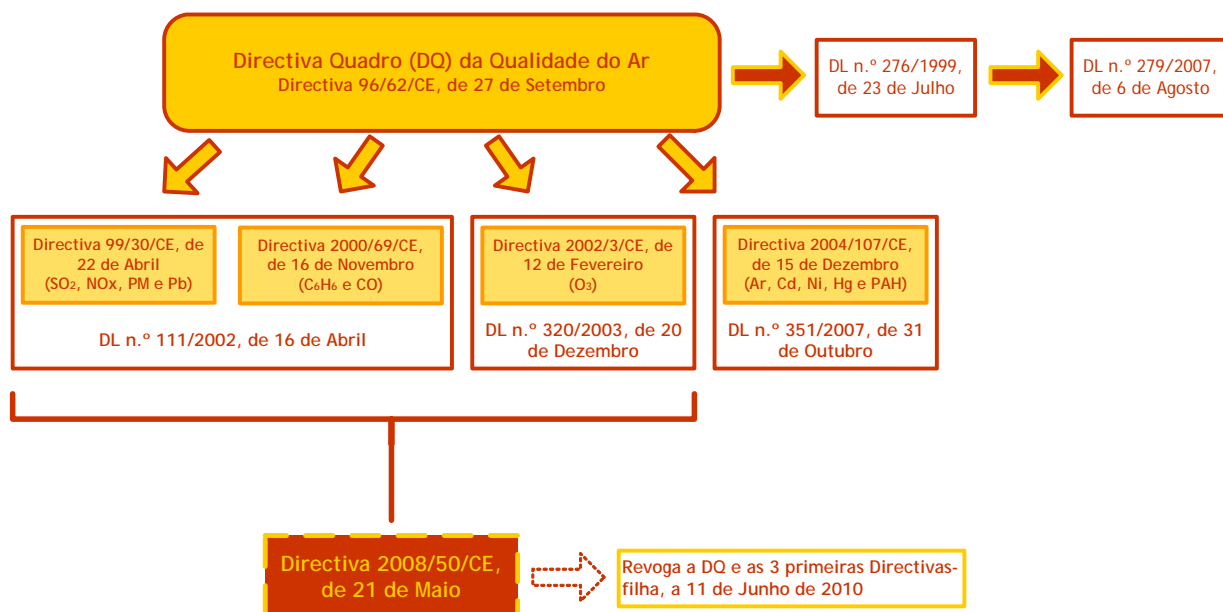 Directiva Quadro (DQ) da Qualidade do Ar
Directiva 96/62/CE, de 27 de Setembro
DL n.º 276/1999,
de 23 de Julho
DL n.º 279/2007,
de 6 de Agosto
Directiva 99/30/CE, de
22 de Abril
(SO₂, NOx, PM e Pb)
Directiva 2000/69/CE,
de 16 de Novembro
(C₆H₆ e CO)
DL n.º 111/2002, de 16 de Abril
Directiva 2002/3/CE, de
12 de Fevereiro
(O₃)
DL n.º 320/2003, de 20
de Dezembro
Directiva 2004/107/CE,
de 15 de Dezembro
(Ar, Cd, Ni, Hg e PAH)
DL n.º 351/2007, de 31
de Outubro
Directiva 2008/50/CE,
de 21 de Maio
Revoga a DQ e as 3 primeiras Directivas-
filha, a 11 de Junho de 2010